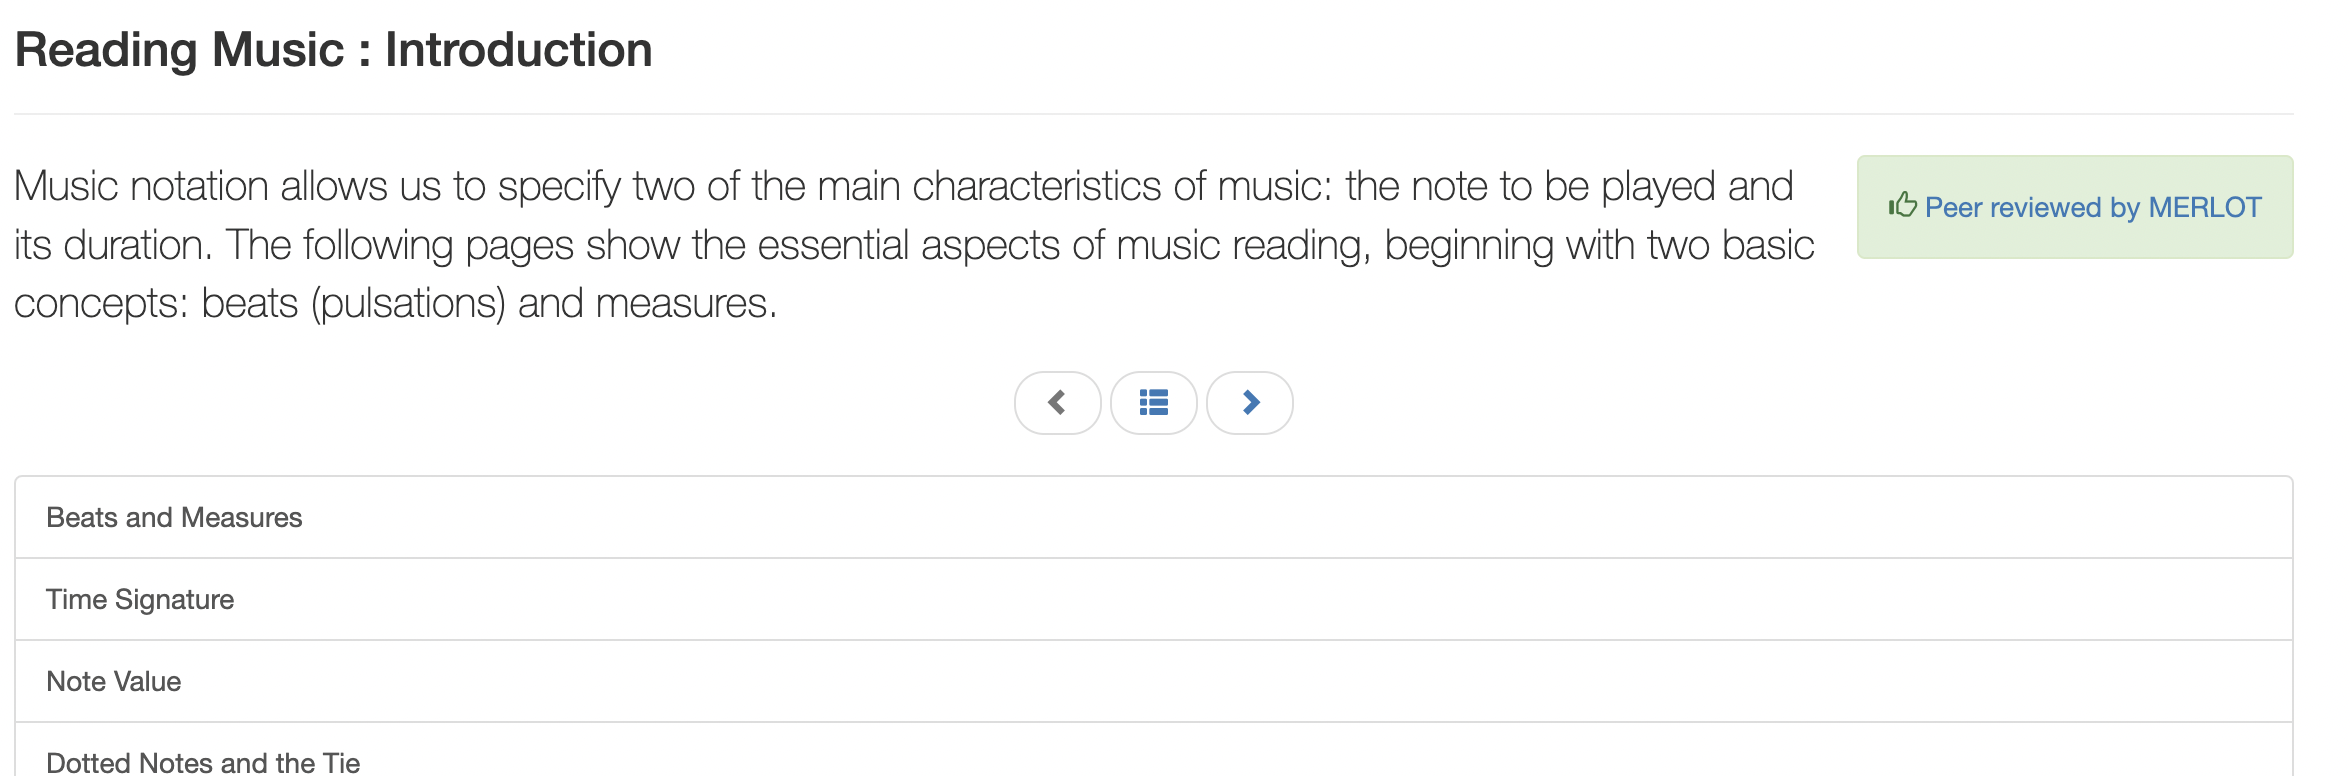 Reading Music : Introduction
Music notation allows us to specify two of the main characteristics of music: the note to be played and
its duration. The following pages show the essential aspects of music reading, beginning with two basic
concepts: beats (pulsations) and measures.
Peer reviewed by MERLOT
Beats and Measures
Time Signature
Note Value
Dotted Notes and the Tie